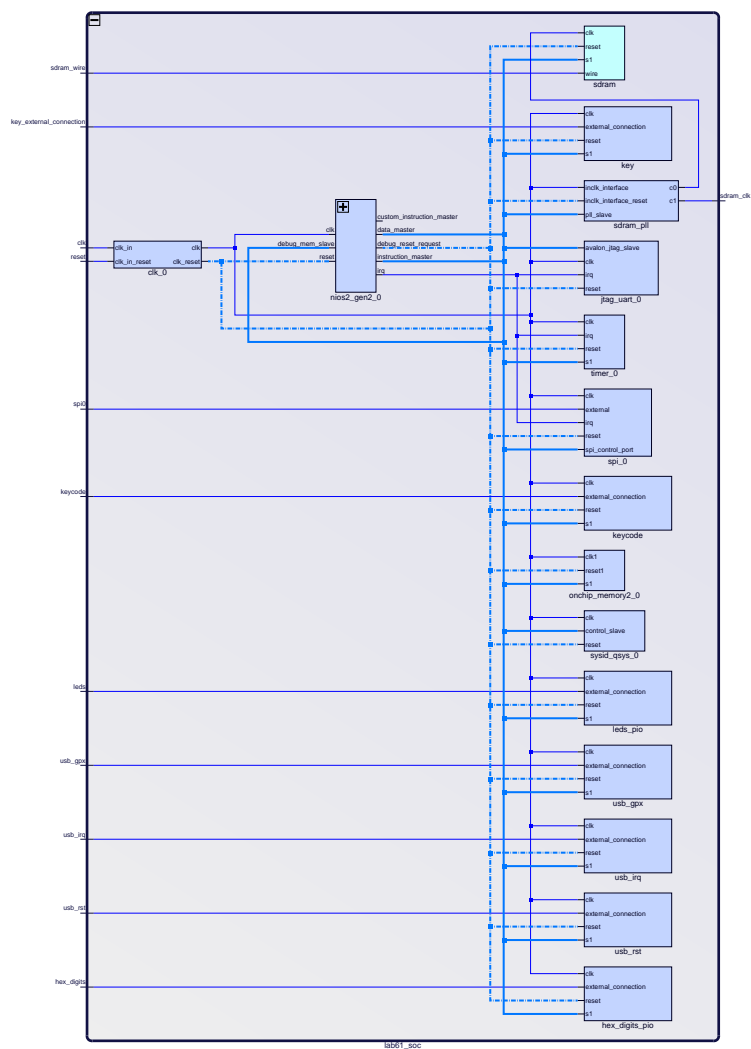 sdram_wire
key_external_connection
clk
reset
spi0
keycode
leds
usb_gpx
usb_irq
usb_rst
hex_digits
clk_in
clk
clk_in_reset
clk_reset
clk_0
custom_instruction_master
clk
data_master
debug_mem_slave
debug_reset_request
reset
instruction_master
irq
nios2_gen2_0
clk
reset
s1
wire
sdram
clk
external_connection
reset
s1
key
inclk_interface
c0
inclk_interface_reset
c1
pll_slave
sdram_pll
sdram_clk
avalon_jtag_slave
clk
irq
reset
jtag_uart_0
clk
irq
reset
s1
timer_0
clk
external
irq
reset
spi_control_port
spi_0
clk
external_connection
reset
s1
keycode
clk1
reset1
s1
onchip_memory2_0
clk
control_slave
reset
sysid_qsys_0
clk
external_connection
reset
s1
leds_pio
clk
external_connection
reset
s1
usb_gpx
clk
external_connection
reset
s1
usb_irq
clk
external_connection
reset
s1
usb_rst
clk
external_connection
reset
s1
hex_digits_pio
lab61_soc